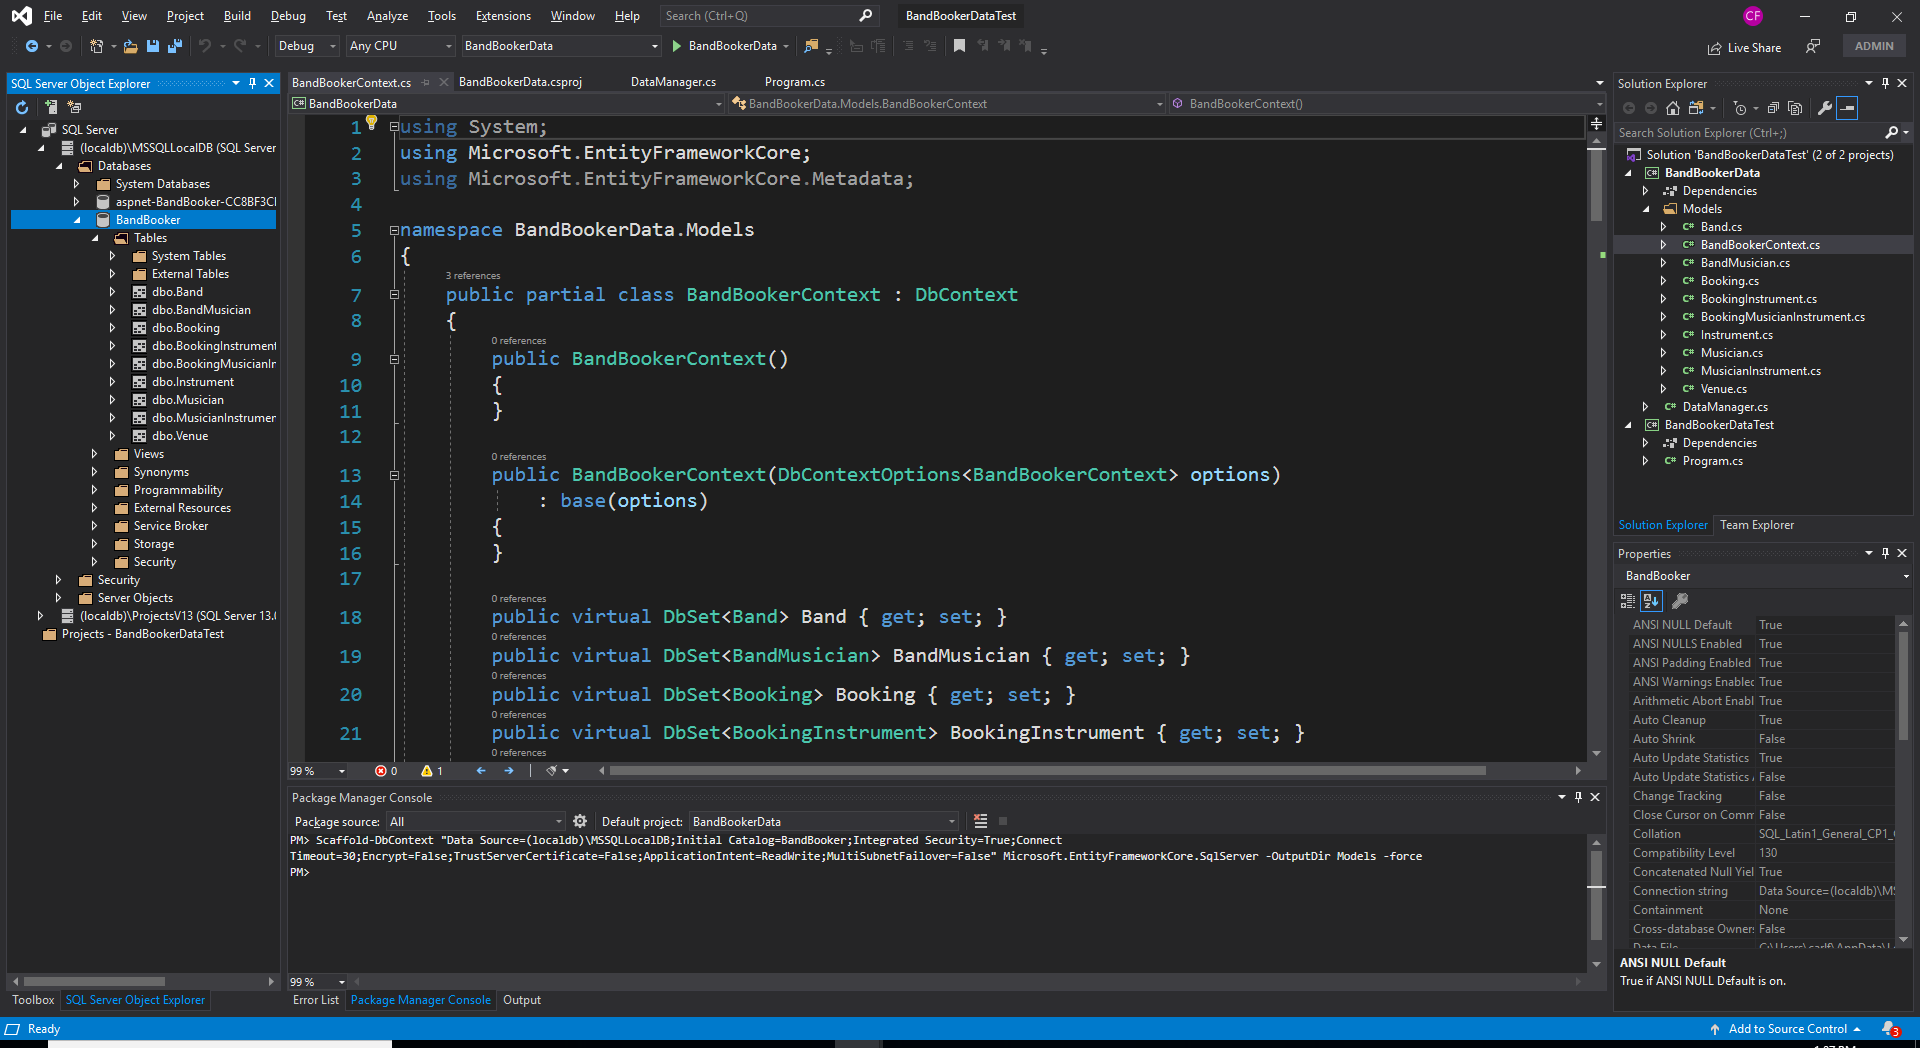 File Edit View Project Build Debug Test Analyze Tools Extensions Window Help Search (Ctrl+Q) BandBookerDataTest CF
Debug Any CPU BandBookerData BandBookerData Live Share ADMIN
SQL Server Object Explorer
SQL Server
(localdb)\MSSQLLocalDB (SQL Server
Databases
System Databases
aspnet-BandBooker-CC8BF3C
BandBooker
Tables
System Tables
External Tables
dbo.Band
dbo.BandMusician
dbo.Booking
dbo.BookingInstrument
dbo.BookingMusicianIn
dbo.Instrument
dbo.Musician
dbo.MusicianInstrumen
dbo.Venue
Views
Synonyms
Programmability
External Resources
Service Broker
Storage
Security
Security
Server Objects
(localdb)\ProjectsV13 (SQL Server 13.
Projects - BandBookerDataTest
Toolbox SQL Server Object Explorer
BandBookerContext.cs BandBookerData.csproj DataManager.cs Program.cs
C# BandBookerData BandBookerData.Models.BandBookerContext BandBookerContext()
1 using System;
2 using Microsoft.EntityFrameworkCore;
3 using Microsoft.EntityFrameworkCore.Metadata;
4
5 namespace BandBookerData.Models
6 {
3 references
7 public partial class BandBookerContext : DbContext
8 {
0 references
9 public BandBookerContext()
10 {
11 }
12
0 references
13 public BandBookerContext(DbContextOptions<BandBookerContext> options)
14 : base(options)
15 {
16 }
17
0 references
18 public virtual DbSet<Band> Band { get; set; }
0 references
19 public virtual DbSet<BandMusician> BandMusician { get; set; }
0 references
20 public virtual DbSet<Booking> Booking { get; set; }
0 references
21 public virtual DbSet<BookingInstrument> BookingInstrument { get; set; }
0 references
99 % 0 1
Package Manager Console
Package source: All Default project: BandBookerData
PM> Scaffold-DbContext "Data Source=(localdb)\MSSQLLocalDB;Initial Catalog=BandBooker;Integrated Security=True;Connect
Timeout=30;Encrypt=False;TrustServerCertificate=False;ApplicationIntent=ReadWrite;MultiSubnetFailover=False" Microsoft.EntityFrameworkCore.SqlServer -OutputDir Models -force
PM>
99 %
Error List Package Manager Console Output
Solution Explorer
Search Solution Explorer (Ctrl+;)
Solution 'BandBookerDataTest' (2 of 2 projects)
C# BandBookerData
Dependencies
Models
C# Band.cs
C# BandBookerContext.cs
C# BandMusician.cs
C# Booking.cs
C# BookingInstrument.cs
C# BookingMusicianInstrument.cs
C# Instrument.cs
C# Musician.cs
C# MusicianInstrument.cs
C# Venue.cs
C# DataManager.cs
C# BandBookerDataTest
Dependencies
C# Program.cs
Solution Explorer Team Explorer
Properties
BandBooker
ANSI NULL Default True
ANSI NULLS Enabled True
ANSI Padding Enabled True
ANSI Warnings Enabled True
Arithmetic Abort Enabl True
Auto Cleanup True
Auto Shrink False
Auto Update Statistics True
Auto Update Statistics False
Change Tracking False
Close Cursor on Comm False
Collation SQL_Latin1_General_CP1_
Compatibility Level 130
Concatenated Null Yiel True
Connection string Data Source=(localdb)\MS
Containment None
Cross-database Owner False
ANSI NULL Default
True if ANSI NULL Default is on.
Ready Add to Source Control 3